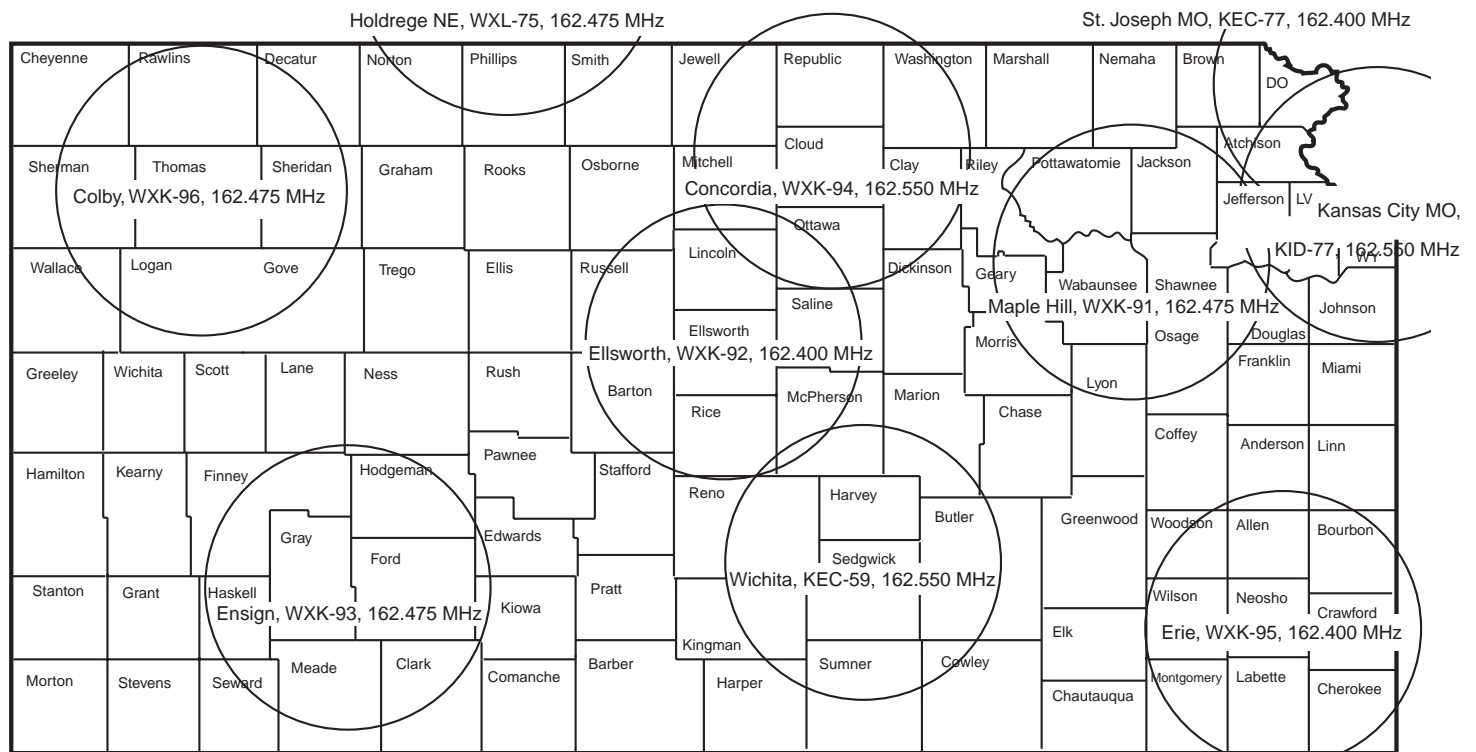 Holdrege NE, WXL-75, 162.475 MHz
St. Joseph MO, KEC-77, 162.400 MHz
Cheyenne
Rawlins
Decatur
Norton
Phillips
Smith
Jewell
Republic
Washington
Marshall
Nemaha
Brown
DO
Sherman
Thomas
Sheridan
Graham
Rooks
Osborne
Mitchell
Cloud
Clay
Riley
Pottawatomie
Jackson
Atchison
Colby, WXK-96, 162.475 MHz
Concordia, WXK-94, 162.550 MHz
Jefferson
LV
Kansas City MO,
KID-77, 162.550 MHz
WY
Wallace
Logan
Gove
Trego
Ellis
Russell
Lincoln
Ottawa
Saline
Dickinson
Geary
Wabaunsee
Shawnee
Johnson
Maple Hill, WXK-91, 162.475 MHz
Ellsworth
Ellsworth, WXK-92, 162.400 MHz
Morris
Osage
Douglas
Greeley
Wichita
Scott
Lane
Ness
Rush
Barton
Rice
McPherson
Marion
Chase
Lyon
Franklin
Miami
Coffey
Anderson
Linn
Hamilton
Kearny
Finney
Hodgeman
Pawnee
Stafford
Reno
Harvey
Butler
Greenwood
Woodson
Allen
Bourbon
Gray
Ford
Edwards
Sedgwick
Wichita, KEC-59, 162.550 MHz
Stanton
Grant
Haskell
Ensign, WXK-93, 162.475 MHz
Kiowa
Pratt
Kingman
Elk
Wilson
Neosho
Crawford
Erie, WXK-95, 162.400 MHz
Morton
Stevens
Seward
Meade
Clark
Comanche
Barber
Harper
Sumner
Cowley
Chautauqua
Montgomery
Labette
Cherokee